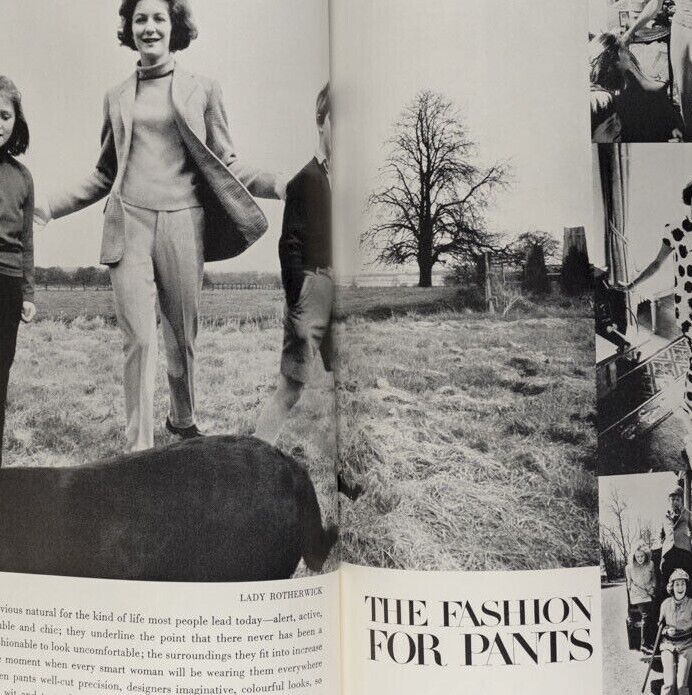 LADY ROTHERWICK
vious natural for the kind of life most people lead today—alert, active,
ble and chic; they underline the point that there never has been a
hionable to look uncomfortable; the surroundings they fit into increase
moment when every smart woman will be wearing them everywhere
en pants well-cut precision, designers imaginative, colourful looks, so
THE FASHION
FOR PANTS